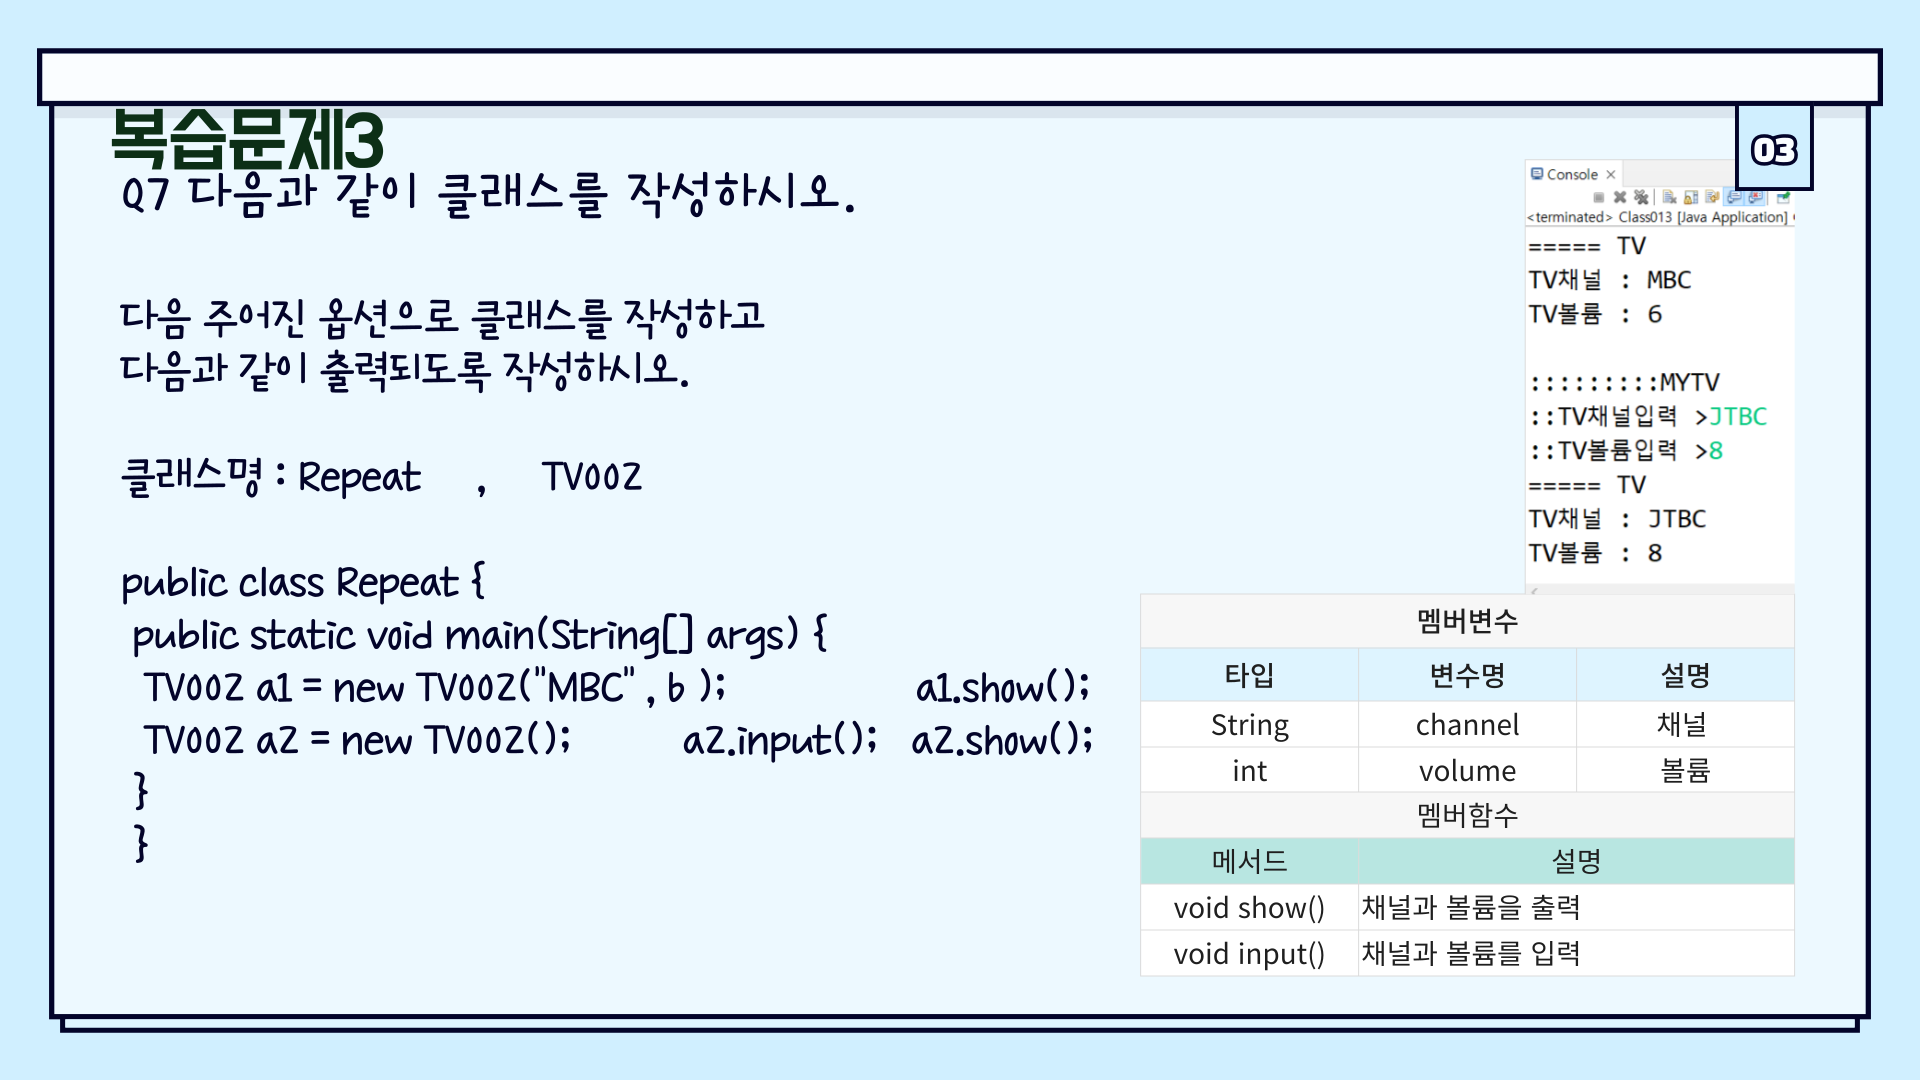 복습문제3
03
Q7 다음과 같이 클래스를 작성하시오.
다음 주어진 옵션으로 클래스를 작성하고
다음과 같이 출력되도록 작성하시오.
클래스명 : Repeat , TV002
public class Repeat {
public static void main(String[] args) {
TV002 a1 = new TV002("MBC" , 6 ); a1.show();
TV002 a2 = new TV002(); a2.input(); a2.show();
}
}
Console
<terminated> Class013 [Java Application]
===== TV
TV채널 : MBC
TV볼륨 : 6
:::::::::MYTV
::TV채널입력 >JTBC
::TV볼륨입력 >8
===== TV
TV채널 : JTBC
TV볼륨 : 8
멤버변수
타입 변수명 설명
String channel 채널
int volume 볼륨
멤버함수
메서드 설명
void show() 채널과 볼륨을 출력
void input() 채널과 볼륨를 입력